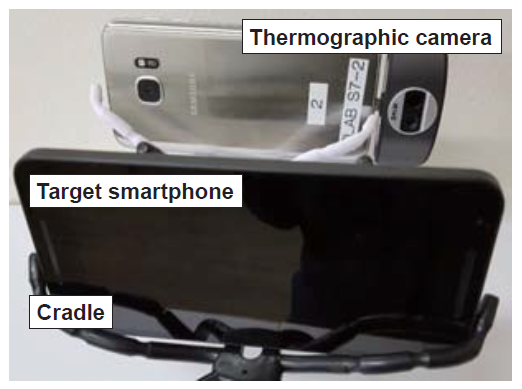 Thermographic camera
SAMSUNG
2
LAB S7-2
Target smartphone
Cradle